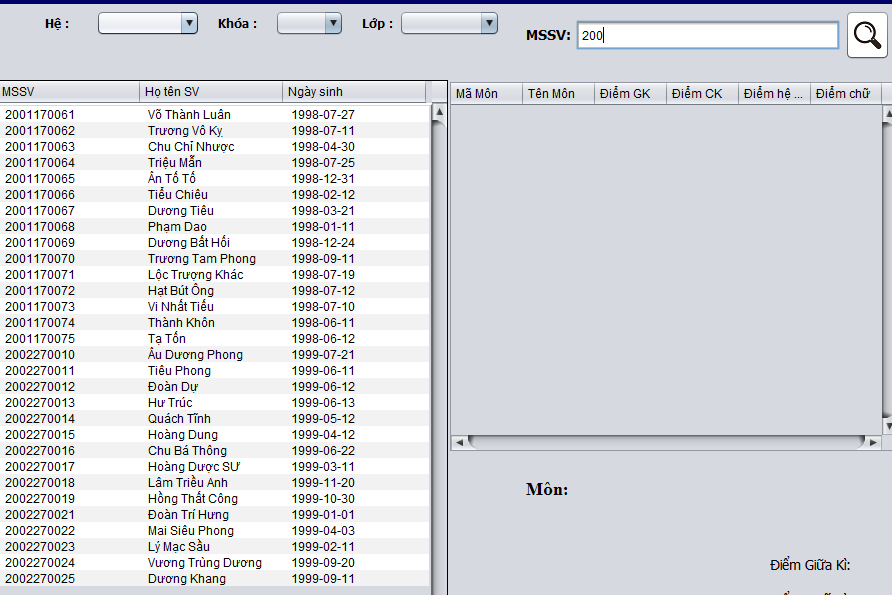 Hệ : Khóa : Lớp : MSSV: 200
MSSV Họ tên SV Ngày sinh
2001170061 Võ Thành Luân 1998-07-27
2001170062 Trương Vô Kỵ 1998-07-11
2001170063 Chu Chỉ Nhược 1998-04-30
2001170064 Triệu Mẫn 1998-07-25
2001170065 Ân Tố Tố 1998-12-31
2001170066 Tiểu Chiêu 1998-02-12
2001170067 Dương Tiêu 1998-03-21
2001170068 Phạm Dao 1998-01-11
2001170069 Dương Bất Hối 1998-12-24
2001170070 Trương Tam Phong 1998-09-11
2001170071 Lộc Trượng Khác 1998-07-19
2001170072 Hạt Bút Ông 1998-07-12
2001170073 Vi Nhất Tiếu 1998-07-10
2001170074 Thành Khôn 1998-06-11
2001170075 Tạ Tốn 1998-06-12
2002270010 Âu Dương Phong 1999-07-21
2002270011 Tiêu Phong 1999-06-11
2002270012 Đoàn Dự 1999-06-12
2002270013 Hư Trúc 1999-06-13
2002270014 Quách Tĩnh 1999-05-12
2002270015 Hoàng Dung 1999-04-12
2002270016 Chu Bá Thông 1999-06-22
2002270017 Hoàng Dược SƯ 1999-03-11
2002270018 Lâm Triều Anh 1999-11-20
2002270019 Hồng Thất Công 1999-10-30
2002270021 Đoàn Trí Hưng 1999-01-01
2002270022 Mai Siêu Phong 1999-04-03
2002270023 Lý Mạc Sầu 1999-02-11
2002270024 Vương Trùng Dương 1999-09-20
2002270025 Dương Khang 1999-09-11
Mã Môn Tên Môn Điểm GK Điểm CK Điểm hệ ... Điểm chữ
Môn:
Điểm Giữa Kì: